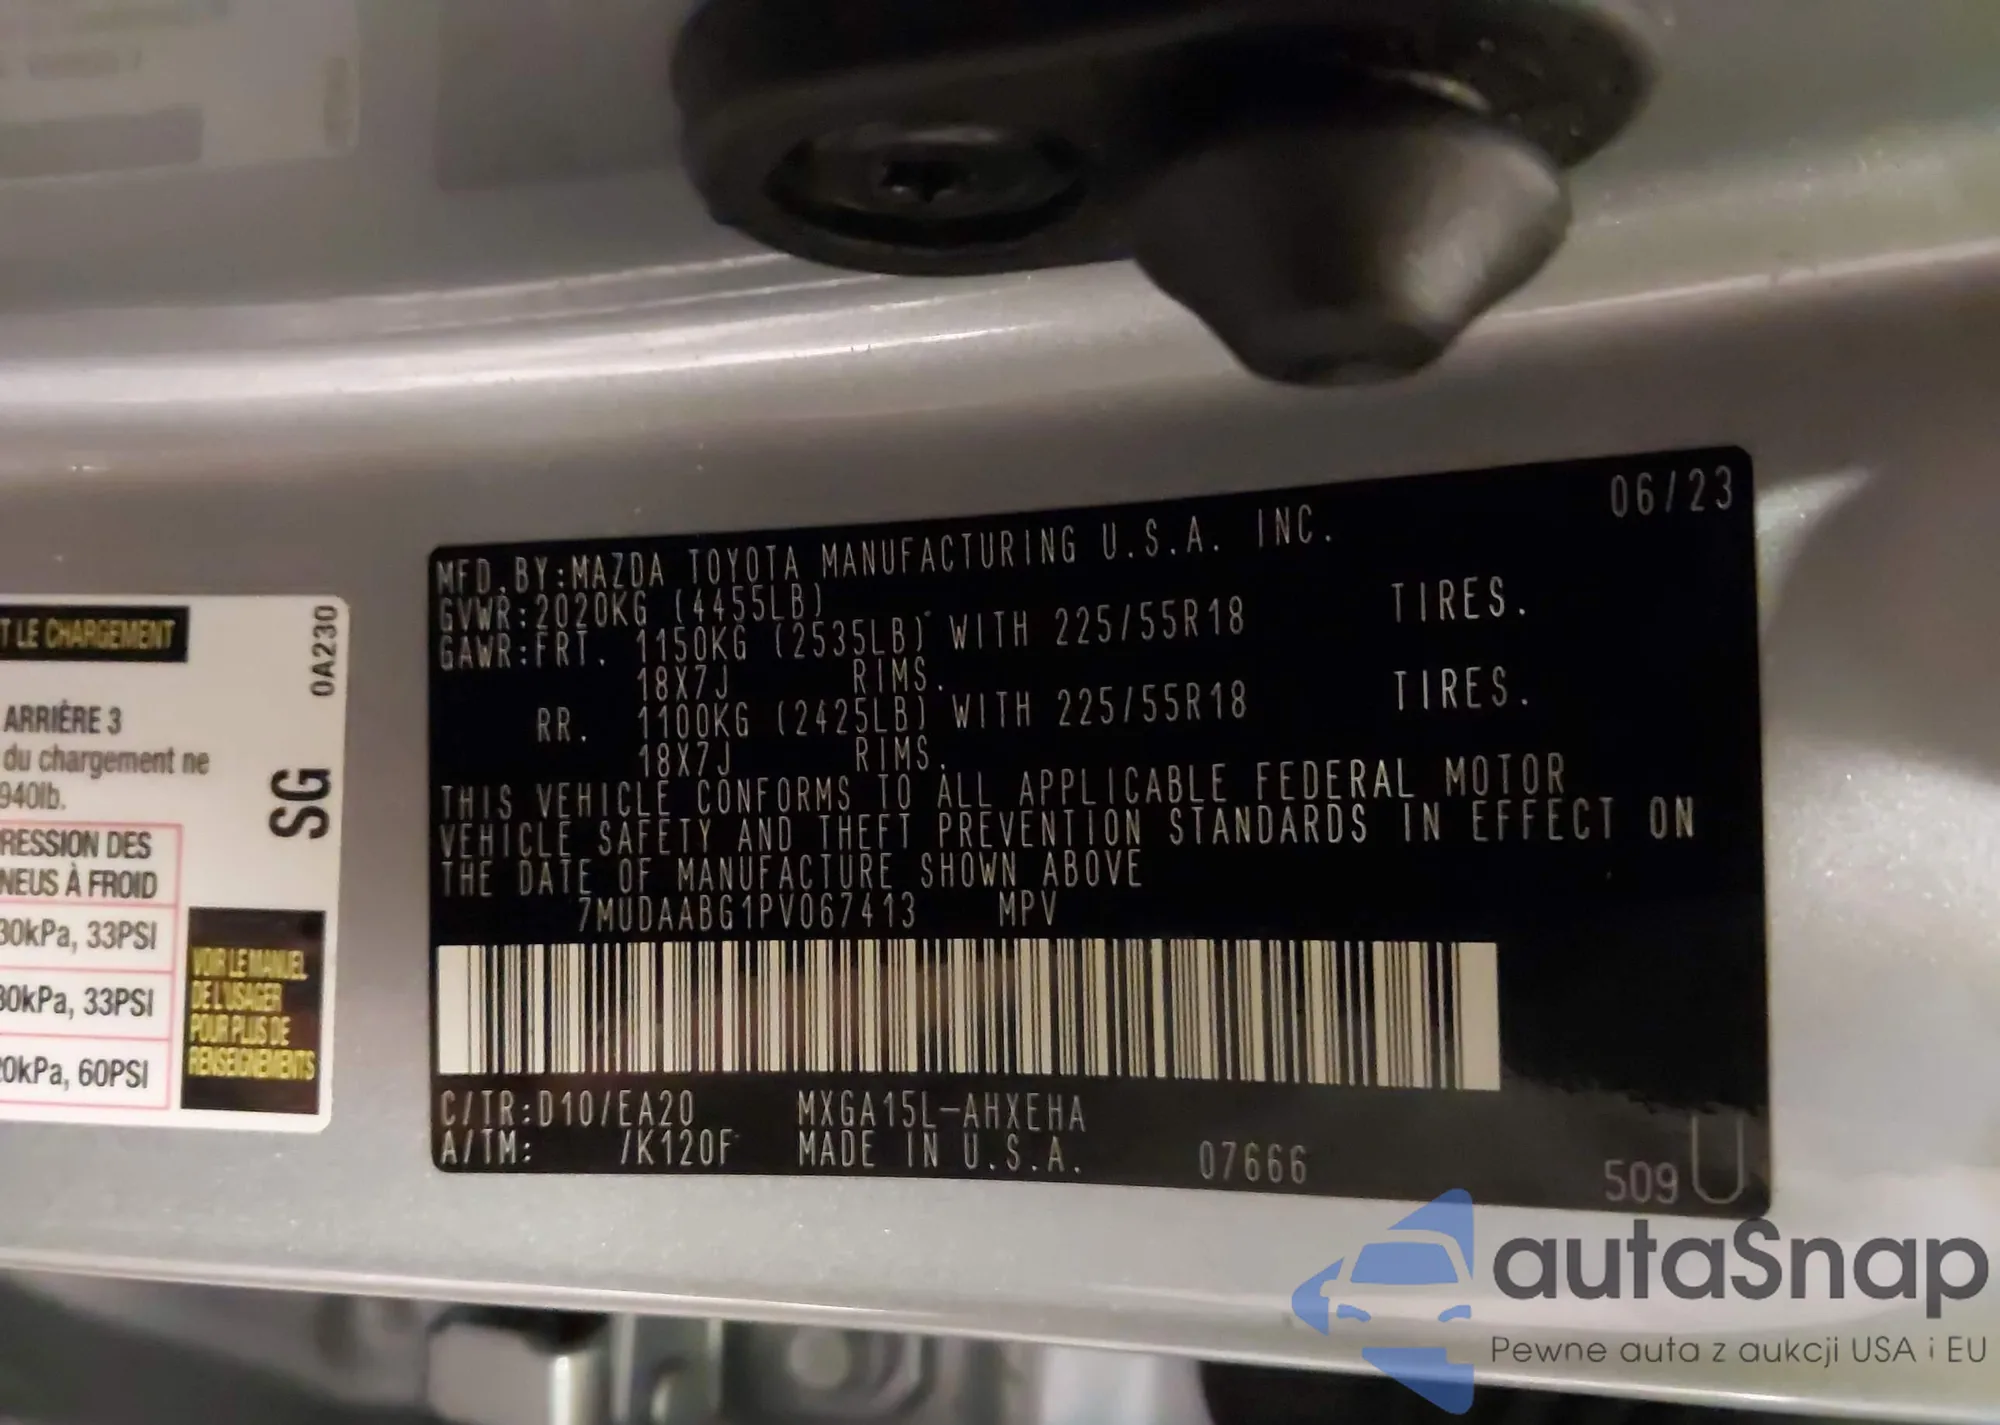 06/23
MFD.BY:MAZDA TOYOTA MANUFACTURING U.S.A. INC.
GVWR:2020KG (4455LB)
GAWR:FRT. 1150KG (2535LB) WITH 225/55R18 TIRES.
18X7J RIMS.
RR. 1100KG (2425LB) WITH 225/55R18 TIRES.
18X7J RIMS.
THIS VEHICLE CONFORMS TO ALL APPLICABLE FEDERAL MOTOR
VEHICLE SAFETY AND THEFT PREVENTION STANDARDS IN EFFECT ON
THE DATE OF MANUFACTURE SHOWN ABOVE
7MUDAABG1PV067413 MPV
C/TR:D10/EA20 MXGA15L-AHXEHA
A/TM: /K120F MADE IN U.S.A. 07666 509 U
T LE CHARGEMENT
0A230
ARRIÈRE 3
du chargement ne
940lb.
SG
RESSION DES
NEUS À FROID
30kPa, 33PSI
30kPa, 33PSI
20kPa, 60PSI
VOIR LE MANUEL
DE L'USAGER
POUR PLUS DE
RENSEIGNEMENTS
autaSnap
Pewne auta z aukcji USA i EU